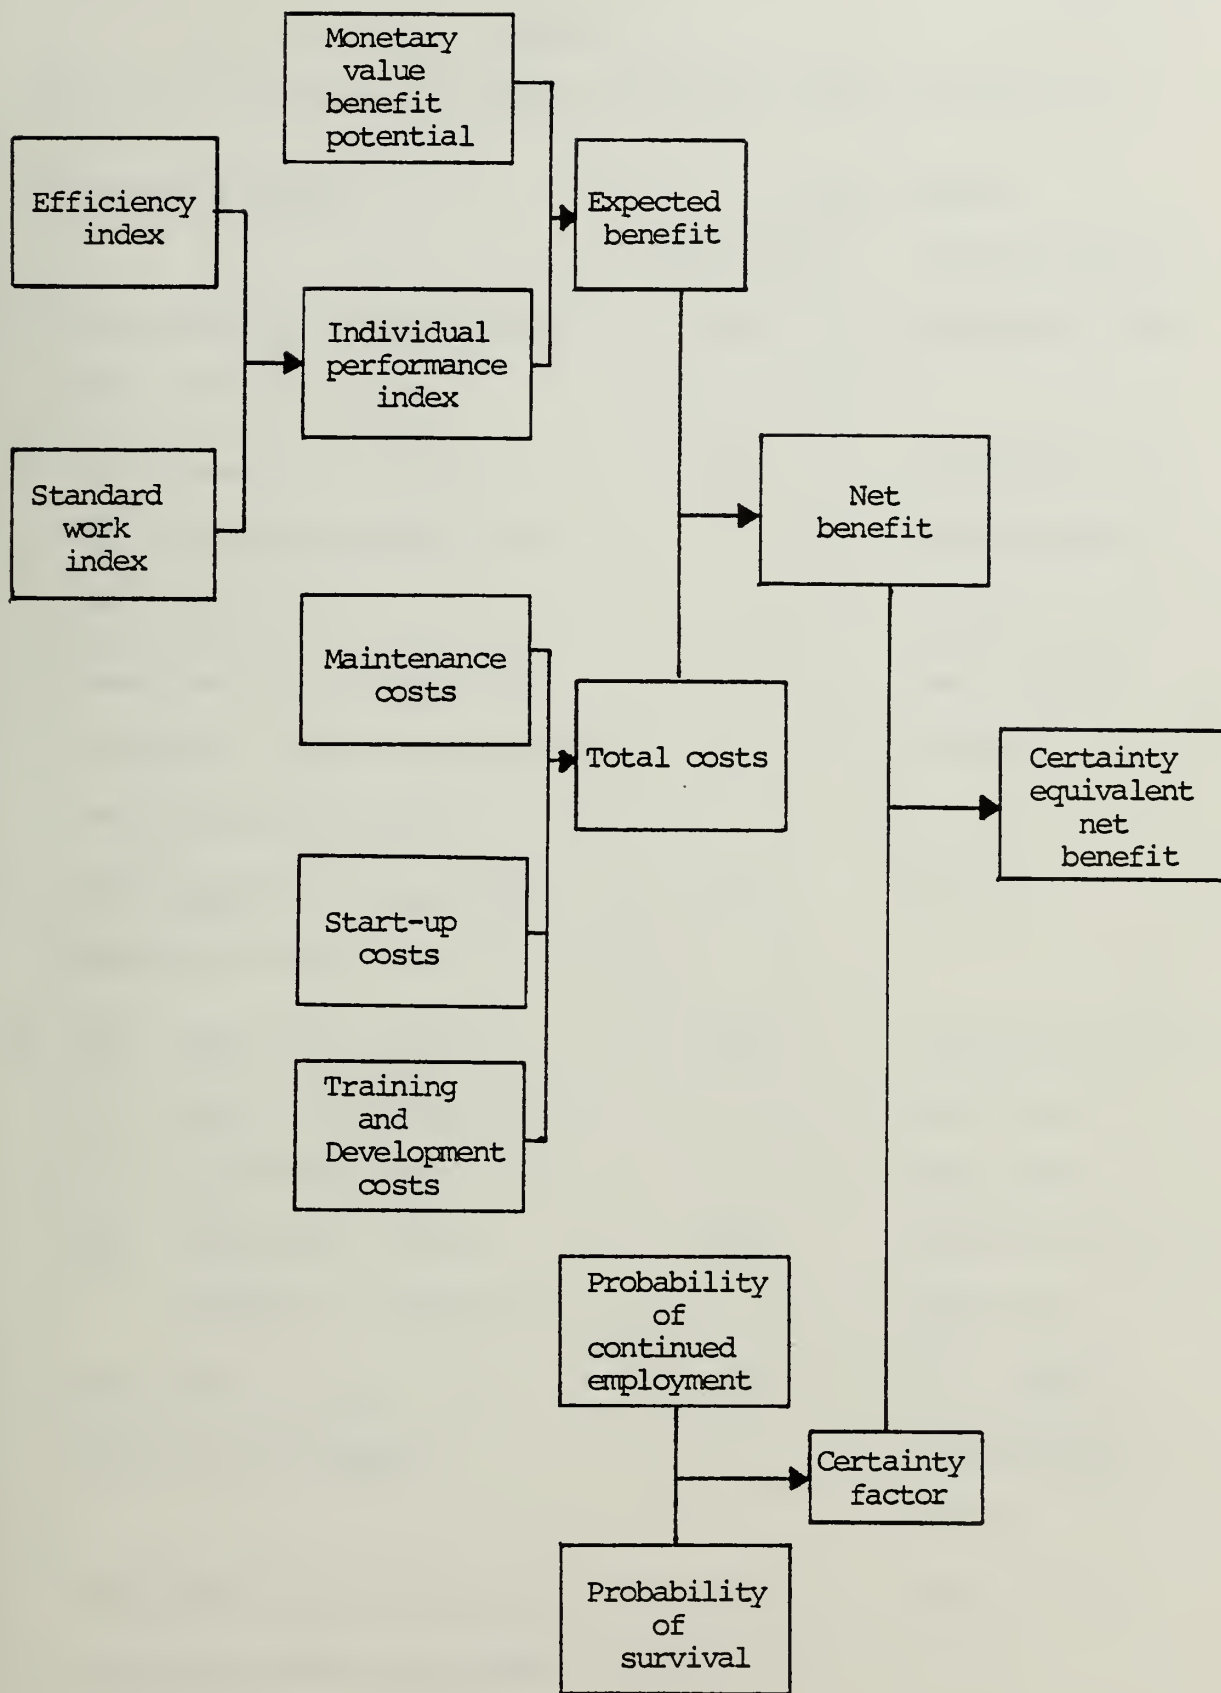 Monetary
value
benefit
potential
Efficiency
index
Expected
benefit
Individual
performance
index
Standard
work
index
Net
benefit
Maintenance
costs
Total costs
Certainty
equivalent
net
benefit
Start-up
costs
Training
and
Development
costs
Probability
of
continued
employment
Certainty
factor
Probability
of
survival